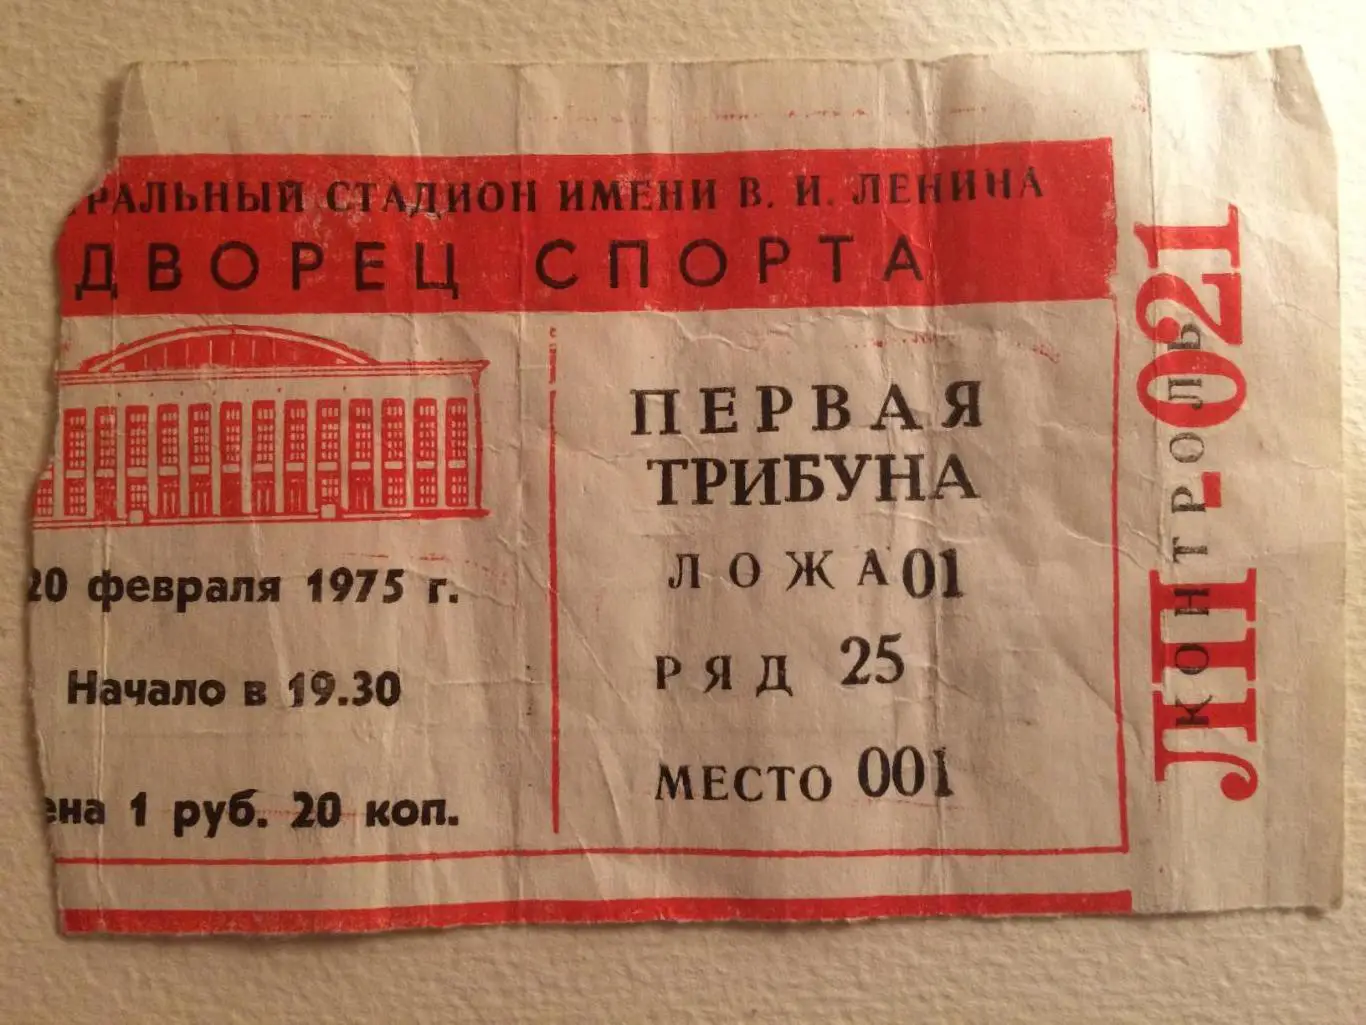 РАЛЬНЫЙ СТАДИОН ИМЕНИ В. И. ЛЕНИНА
ДВОРЕЦ СПОРТА
20 февраля 1975 г.
Начало в 19.30
ена 1 руб. 20 коп.
ПЕРВАЯ
ТРИБУНА
ЛОЖА 01
РЯД 25
МЕСТО 001
КОНТРОЛЬ
ЛП-021